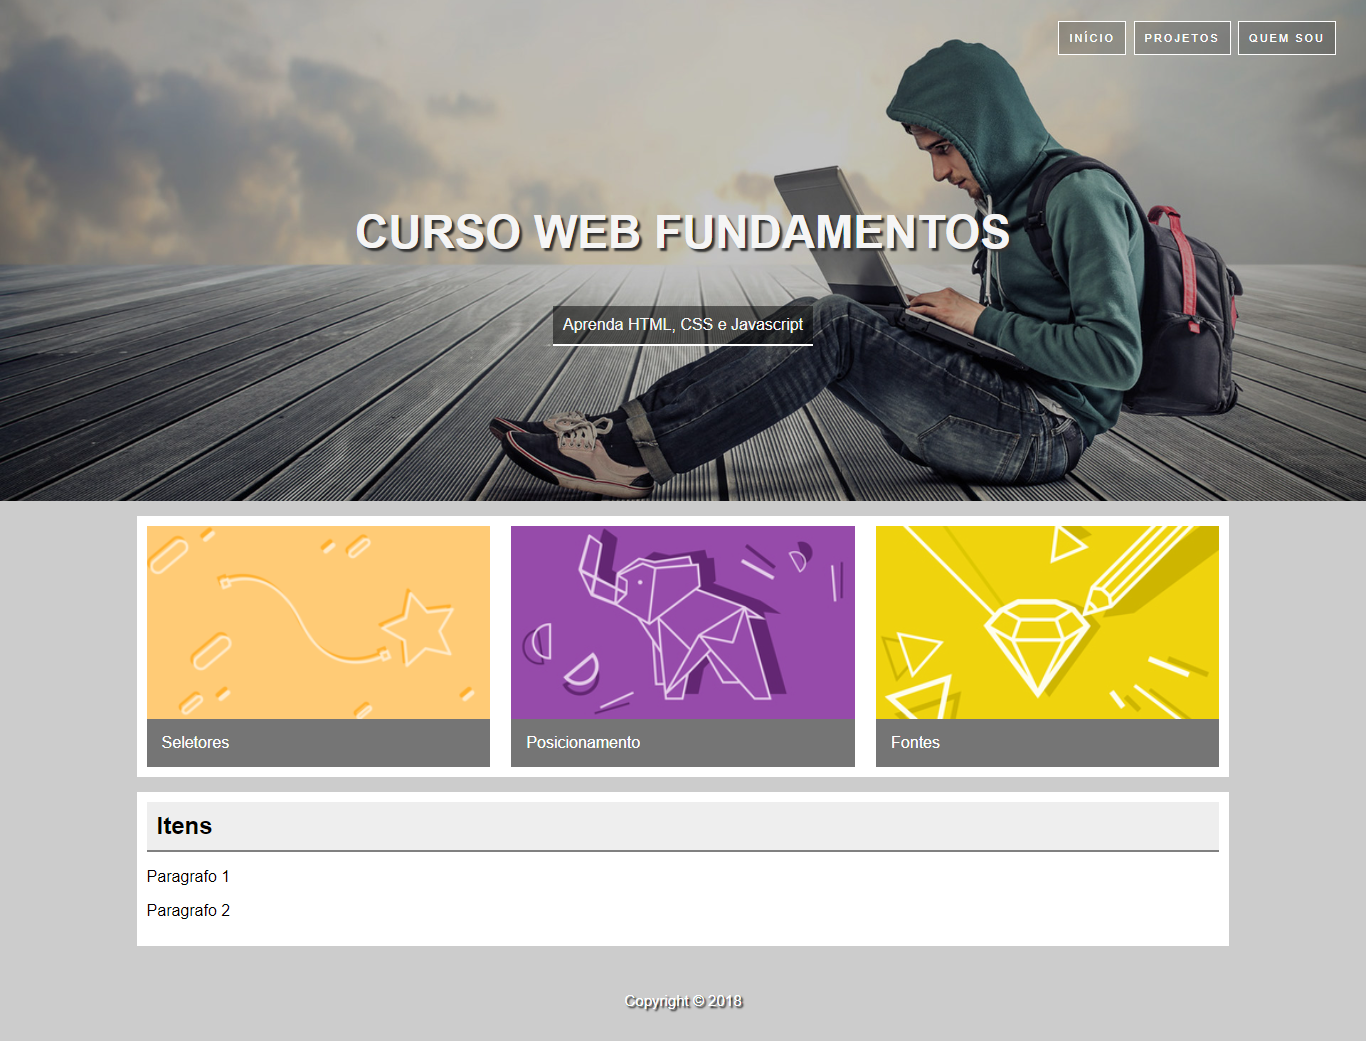 INÍCIO PROJETOS QUEM SOU
CURSO WEB FUNDAMENTOS
Aprenda HTML, CSS e Javascript
Seletores
Posicionamento
Fontes
Itens
Paragrafo 1
Paragrafo 2
Copyright © 2018